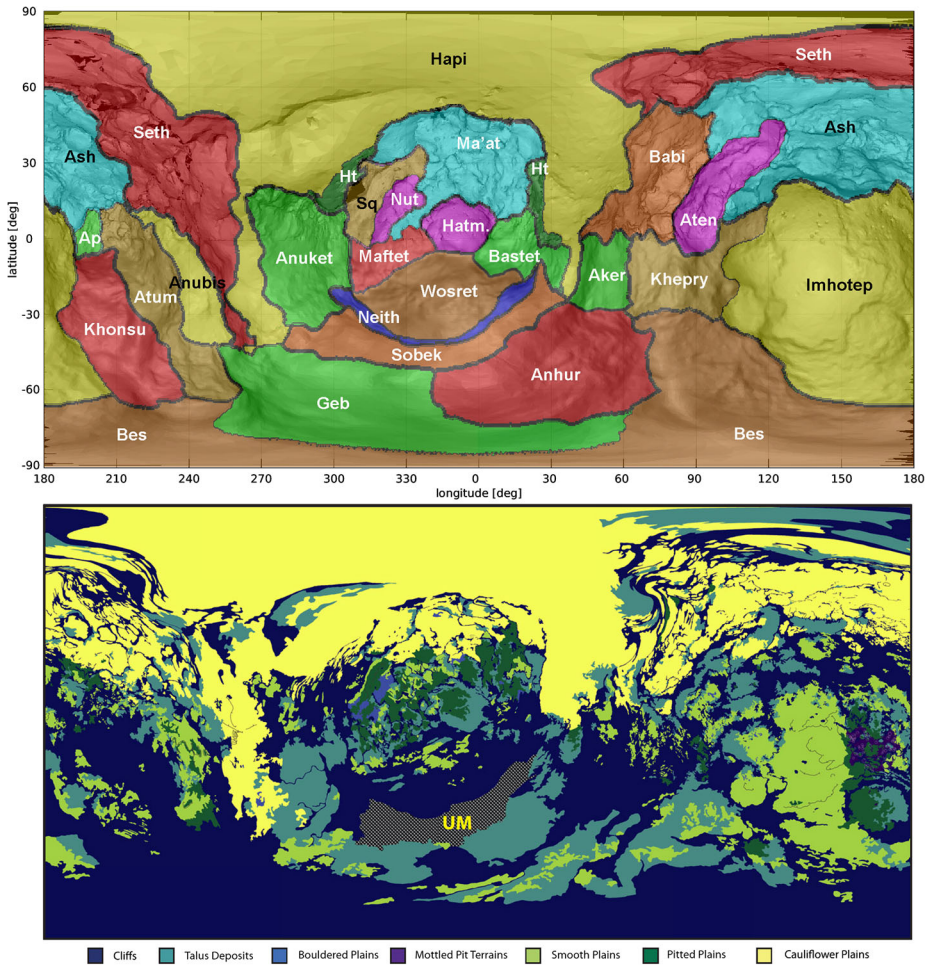 90
60
30
0
-30
-60
-90
latitude [deg]
Hapi
Seth
Seth
Ash
Ma'at
Ash
Babi
Ht
Ht
Sq
Nut
Aten
Hatm.
Ap
Anuket
Maftet
Bastet
Aker
Khepry
Imhotep
Anubis
Atum
Wosret
Khonsu
Neith
Sobek
Anhur
Geb
Bes
Bes
180 210 240 270 300 330 0 30 60 90 120 150 180
longitude [deg]
UM
Cliffs Talus Deposits Bouldered Plains Mottled Pit Terrains Smooth Plains Pitted Plains Cauliflower Plains